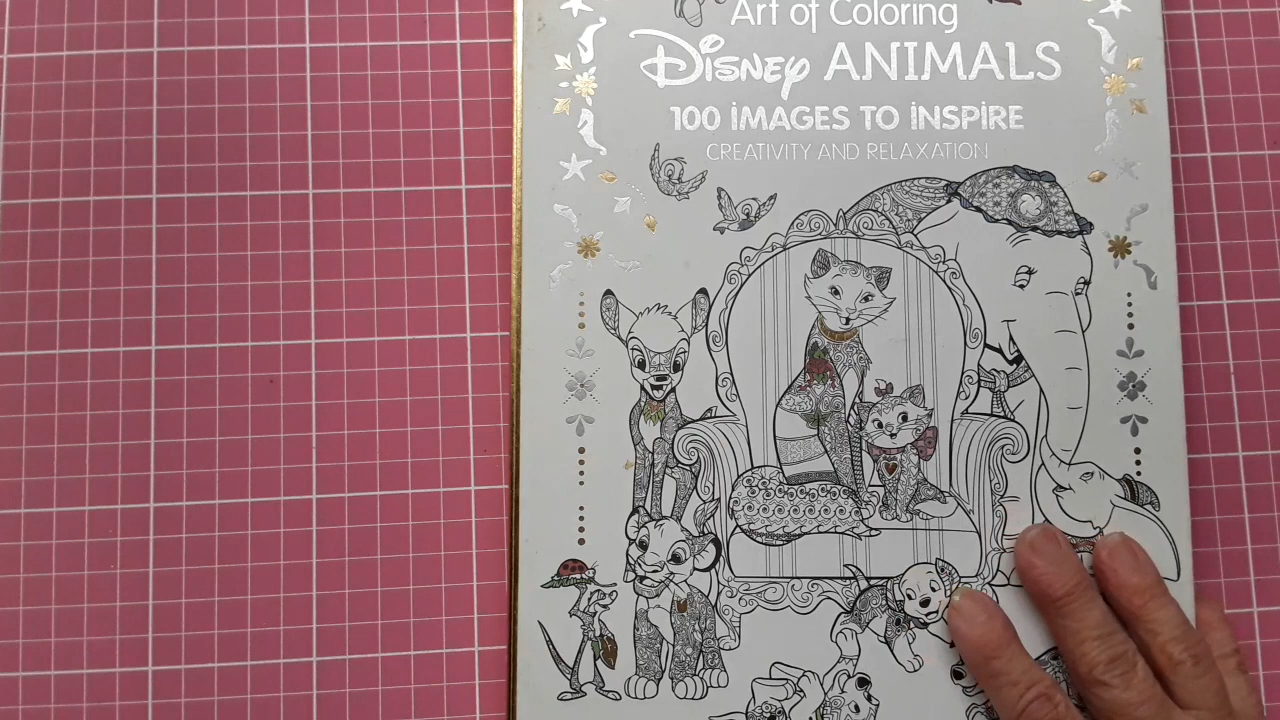 Art of Coloring
Disney ANIMALS
100 IMAGES TO INSPIRE
CREATIVITY AND RELAXATION